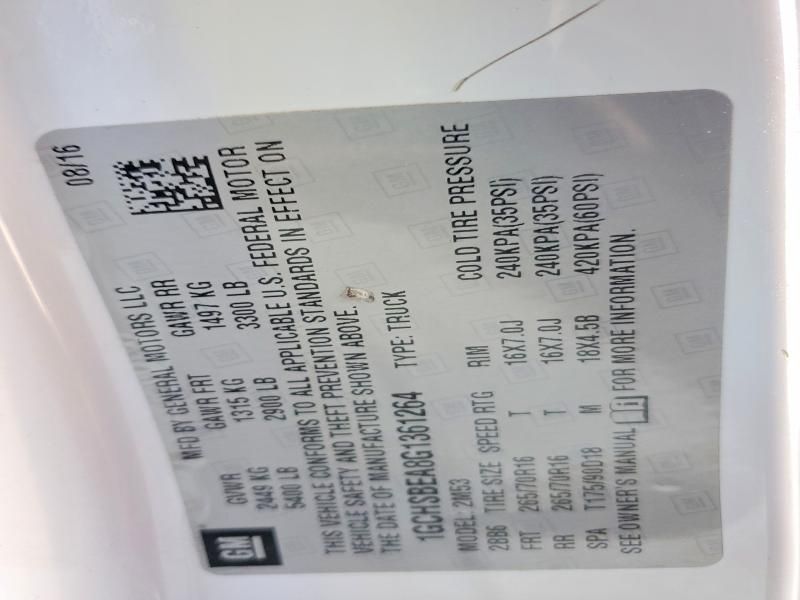 GM
MFD BY GENERAL MOTORS LLC 08/16
GVWR GAWR FRT GAWR RR
2449 KG 1315 KG 1497 KG
5400 LB 2900 LB 3300 LB
THIS VEHICLE CONFORMS TO ALL APPLICABLE U.S. FEDERAL MOTOR
VEHICLE SAFETY AND THEFT PREVENTION STANDARDS IN EFFECT ON
THE DATE OF MANUFACTURE SHOWN ABOVE.
1GCHSBEA8G1361264 TYPE: TRUCK
MODEL: 2M53
28B6 TIRE SIZE SPEED RTG RIM COLD TIRE PRESSURE
FRT 265/70R16 T 16X7.0J 240KPA(35PSI)
RR 265/70R16 T 16X7.0J 240KPA(35PSI)
SPA T175/90D18 M 18X4.5B 420KPA(60PSI)
SEE OWNER'S MANUAL i FOR MORE INFORMATION.